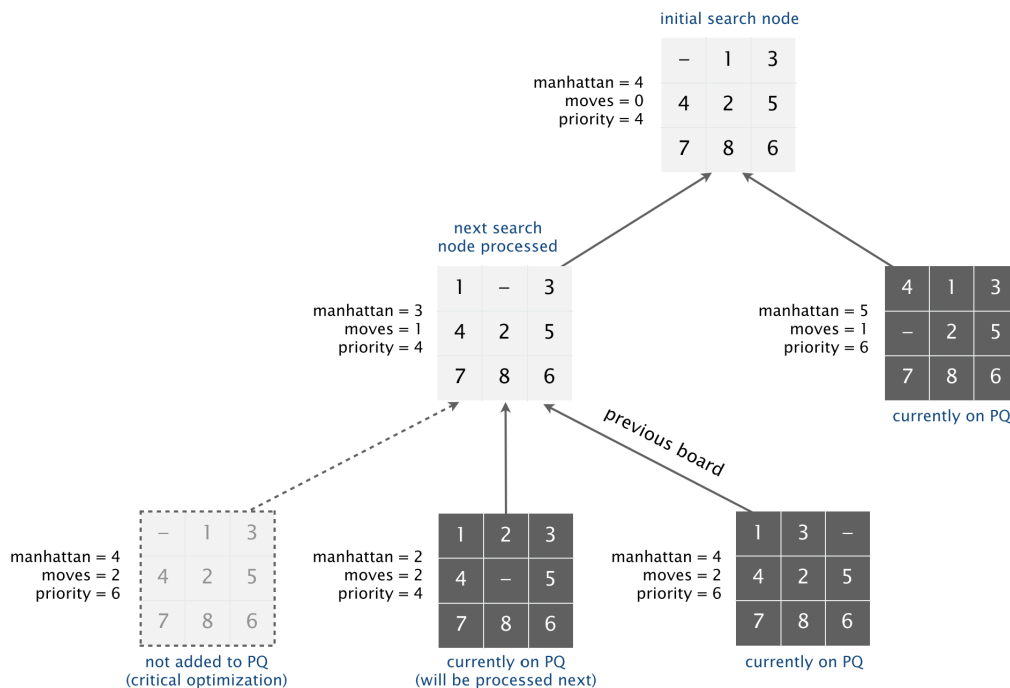 initial search node
– 1 3
manhattan = 4
moves = 0
priority = 4
4 2 5
7 8 6
next search
node processed
1 – 3
manhattan = 3
moves = 1
priority = 4
4 2 5
7 8 6
4 1 3
manhattan = 5
moves = 1
priority = 6
– 2 5
7 8 6
currently on PQ
previous board
– 1 3
manhattan = 4
moves = 2
priority = 6
4 2 5
7 8 6
not added to PQ
(critical optimization)
1 2 3
manhattan = 2
moves = 2
priority = 4
4 – 5
7 8 6
currently on PQ
(will be processed next)
1 3 –
manhattan = 4
moves = 2
priority = 6
4 2 5
7 8 6
currently on PQ